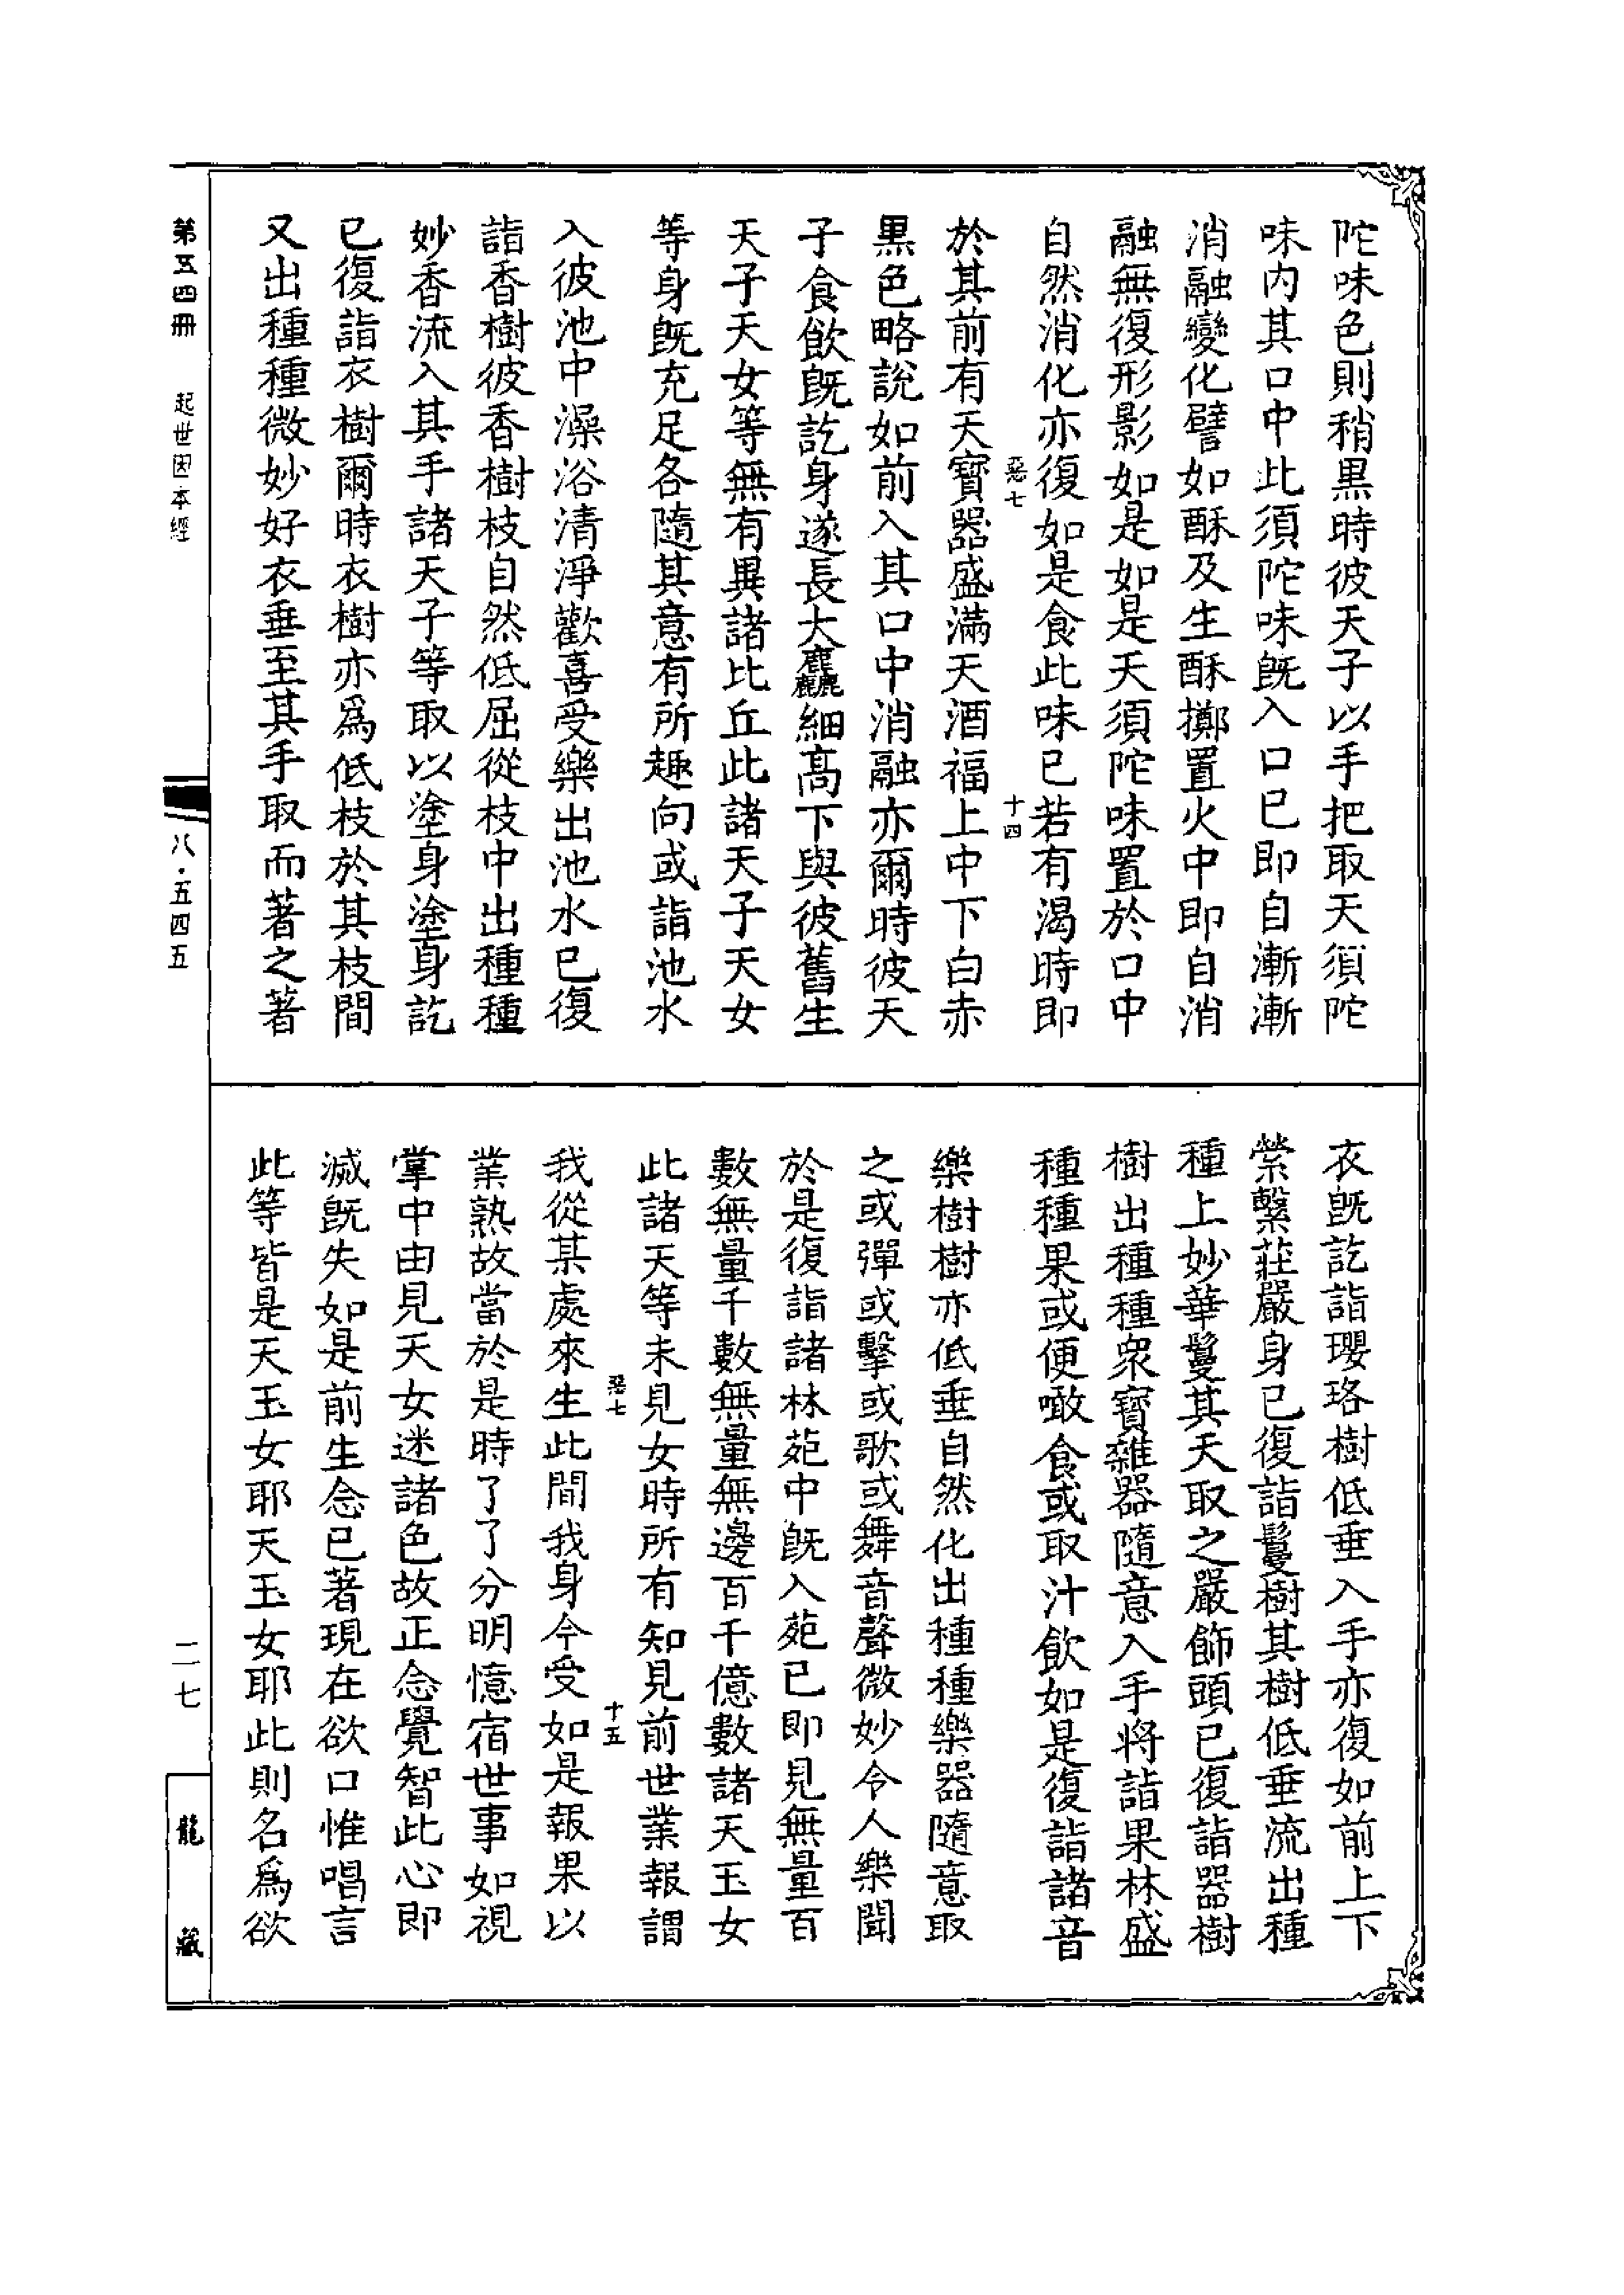 陀味色則稍黒時彼天子以手把取天須陀
味内其口中此須陀味旣入口已即自漸漸
消融變化譬如酥及生酥擲置火中即自消
融無復形影如是如是天須陀味置於口中
自然消化亦復如是食此味已若有渴時即
惡七　十四
於其前有天寳器盛滿天酒福上中下白赤
黒色略說如前入其口中消融亦爾時彼天
子食飲旣訖身遂長大麤細髙下與彼舊生
天子天女等無有異諸比丘此諸天子天女
等身旣充足各隨其意有所趣向或詣池水
入彼池中澡浴清淨歡喜受樂出池水已復
詣香樹彼香樹枝自然低屈從枝中出種種
妙香流入其手諸天子等取以塗身塗身訖
已復詣衣樹爾時衣樹亦爲低枝於其枝間
又出種種微妙好衣垂至其手取而著之著
衣旣訖詣瓔珞樹低垂入手亦復如前上下
縈繫莊嚴身已復詣鬘樹其樹低垂流出種
種上妙華鬘其天取之嚴飾頭已復詣器樹
樹出種種衆寳雜器隨意入手将詣果林盛
種種果或便噉食或取汁飲如是復詣諸音
樂樹樹亦低垂自然化出種種樂器隨意取
之或彈或擊或歌或舞音聲微妙令人樂聞
於是復詣諸林苑中旣入苑已即見無量百
數無量千數無量無邊百千億數諸天玉女
此諸天等未見女時所有知見前世業報謂
惡七　十五
我從某處來生此間我身今受如是報果以
業熟故當於是時了了分明憶宿世事如視
掌中由見天女迷諸色故正念覺智此心即
滅旣失如是前生念已著現在欲口惟唱言
此等皆是天玉女耶天玉女耶此則名爲欲
第五四冊　起世因本經　八·五四五　二七　龍藏